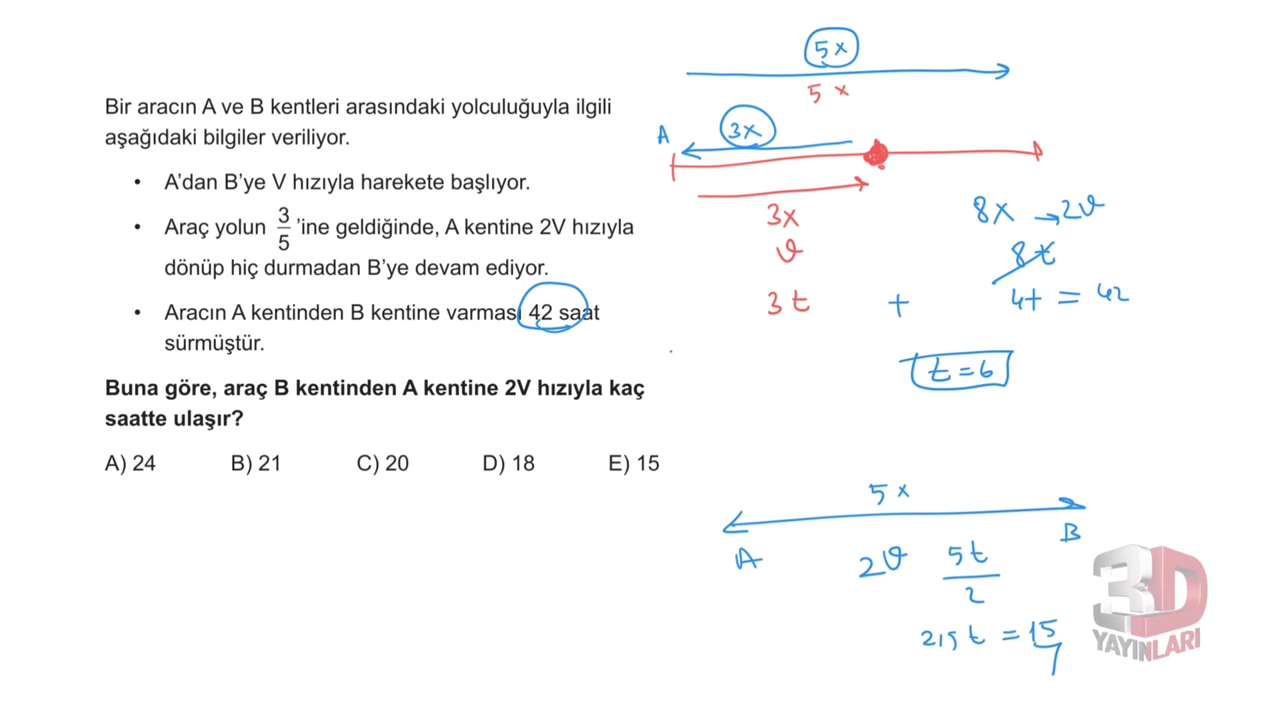 Bir aracın A ve B kentleri arasındaki yolculuğuyla ilgili
aşağıdaki bilgiler veriliyor.
• A'dan B'ye V hızıyla harekete başlıyor.
• Araç yolun 3/5 'ine geldiğinde, A kentine 2V hızıyla
dönüp hiç durmadan B'ye devam ediyor.
• Aracın A kentinden B kentine varması 42 saat
sürmüştür.
Buna göre, araç B kentinden A kentine 2V hızıyla kaç
saatte ulaşır?
A) 24 B) 21 C) 20 D) 18 E) 15
5x
5x
A 3x
3x
ϑ
3t + 4t = 42
8x → 2ϑ
8t
t = 6
5x
A B
2ϑ 5t/2
2,5t = 15
3D
YAYINLARI